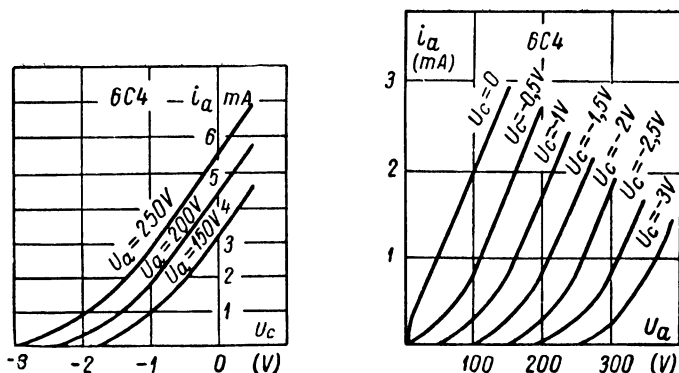 6C4 i_a mA
6
5
4
3
2
1
U_a=250V
U_a=200V
U_a=150V
U_c
-3 -2 -1 0 (V)
i_a
(mA)
6C4
3
2
1
U_c=0
U_c=-0,5V
U_c=-1V
U_c=-1,5V
U_c=-2V
U_c=-2,5V
U_c=-3V
U_a
100 200 300 (V)